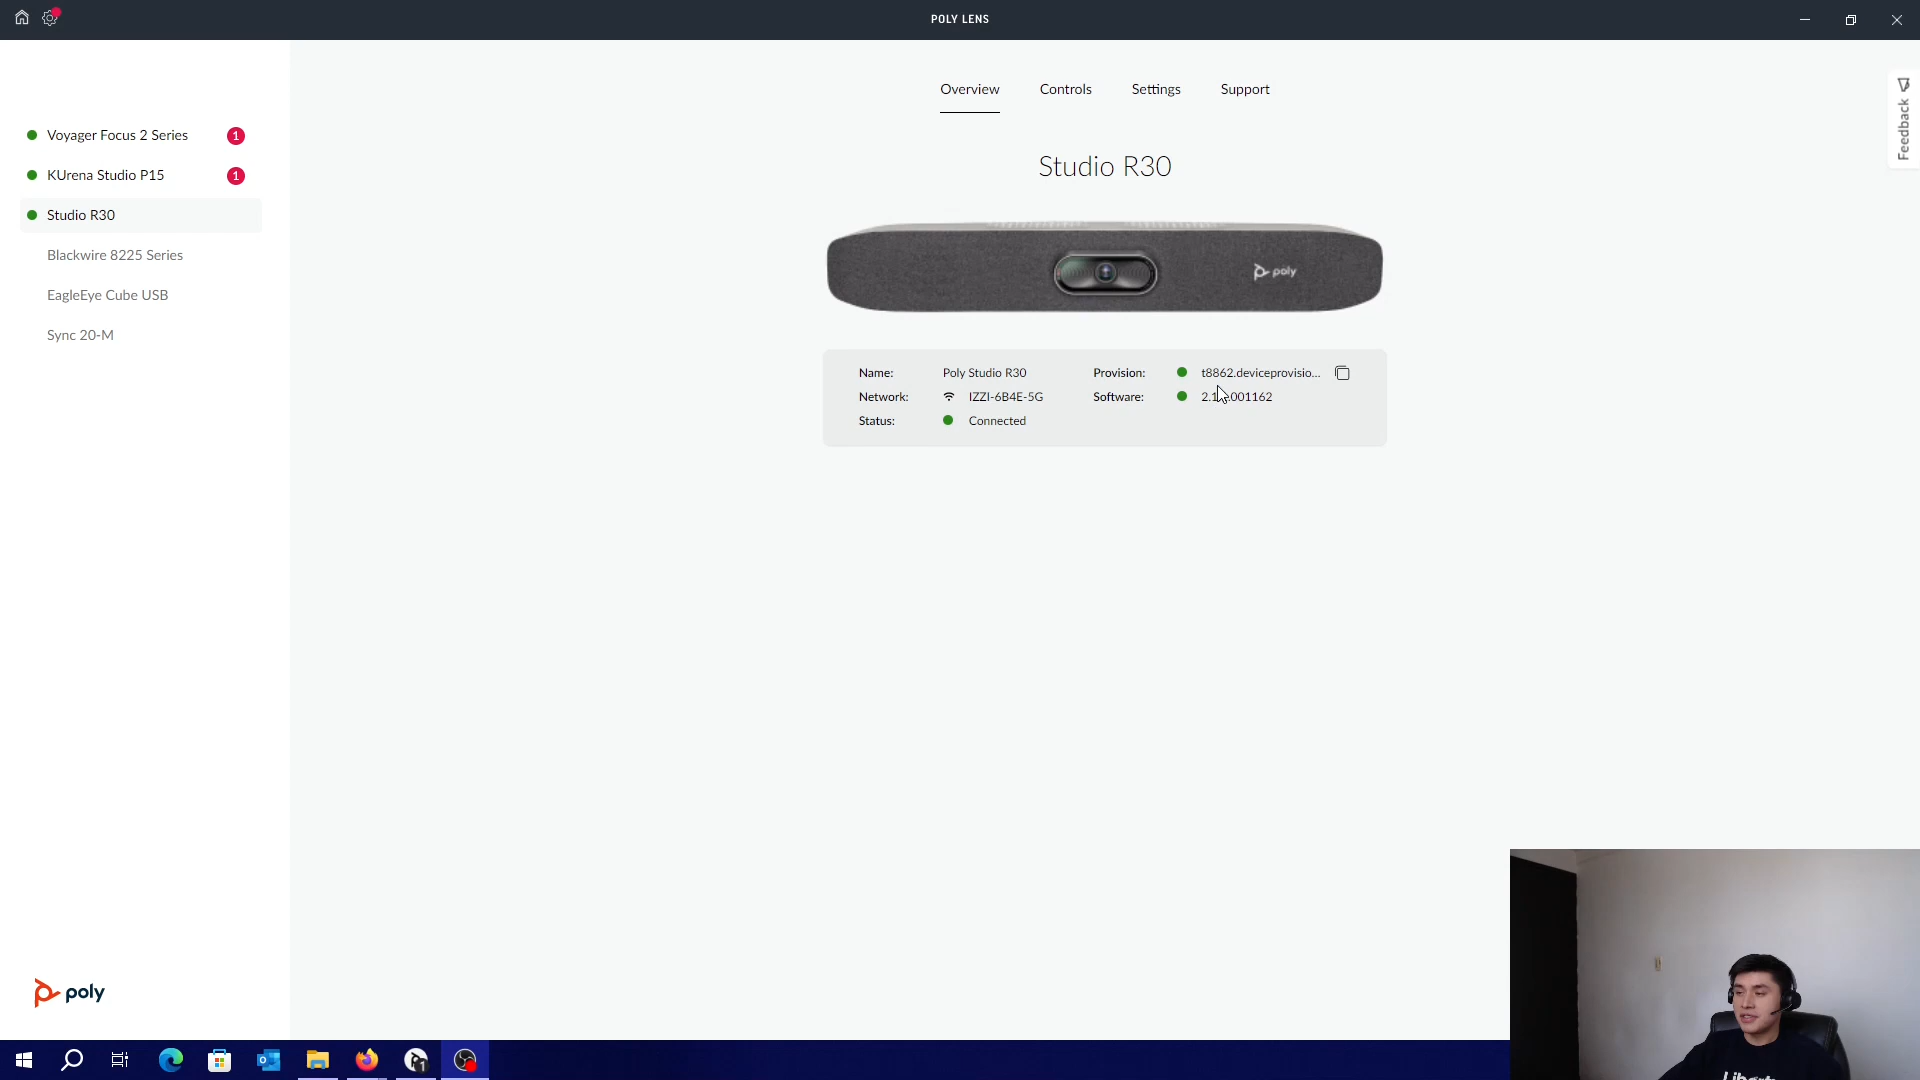 POLY LENS
Overview
Controls
Settings
Support
Feedback
Voyager Focus 2 Series
1
KUrena Studio P15
1
Studio R30
Blackwire 8225 Series
EagleEye Cube USB
Sync 20-M
Studio R30
poly
Name: Poly Studio R30 Provision: t8862.deviceprovisio...
Network: IZZI-6B4E-5G Software:
Status: Connected
poly
1